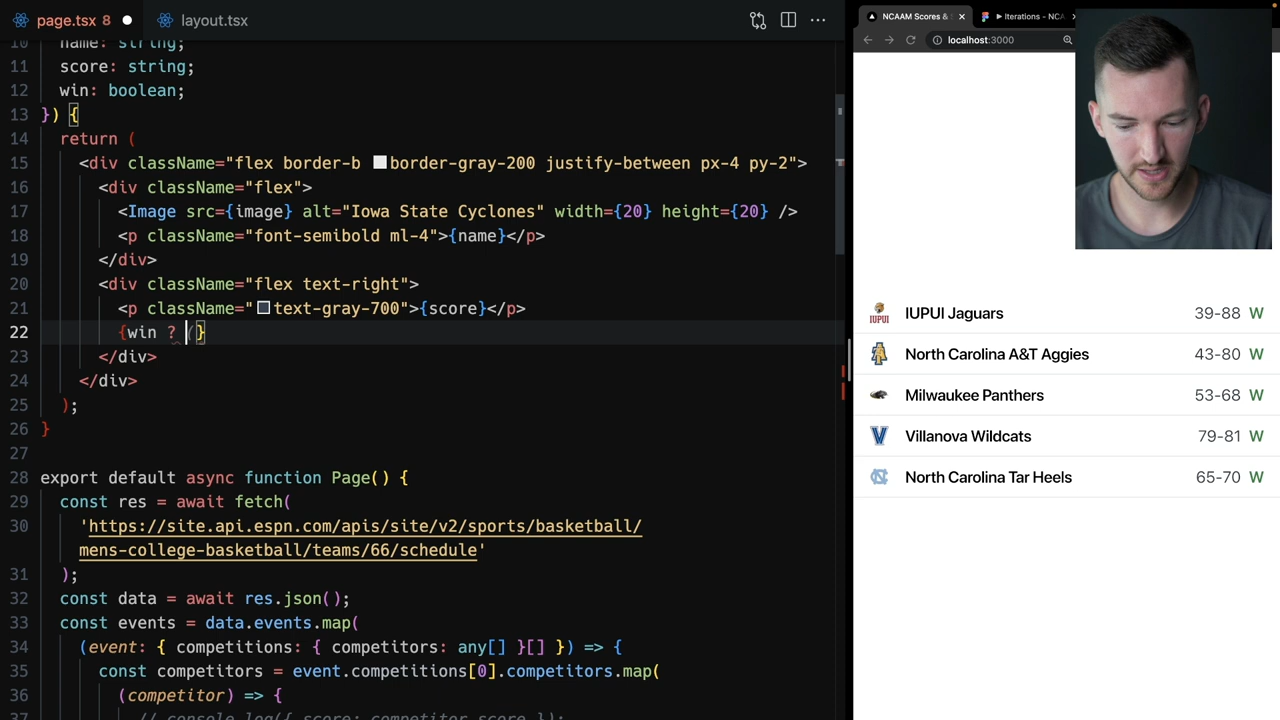 page.tsx 8
layout.tsx
NCAAM Scores &
Iterations - NCA
localhost:3000
10 name: string;
11 score: string;
12 win: boolean;
13 }) {
14 return (
15 <div className="flex border-b border-gray-200 justify-between px-4 py-2">
16 <div className="flex">
17 <Image src={image} alt="Iowa State Cyclones" width={20} height={20} />
18 <p className="font-semibold ml-4">{name}</p>
19 </div>
20 <div className="flex text-right">
21 <p className="text-gray-700">{score}</p>
22 {win ? (}
23 </div>
24 </div>
25 );
26 }
27
28 export default async function Page() {
29 const res = await fetch(
30 'https://site.api.espn.com/apis/site/v2/sports/basketball/
mens-college-basketball/teams/66/schedule'
31 );
32 const data = await res.json();
33 const events = data.events.map(
34 (event: { competitions: { competitors: any[] }[] }) => {
35 const competitors = event.competitions[0].competitors.map(
36 (competitor) => {
37 // console.log({ score: competitor.score });
IUPUI
IUPUI Jaguars 39-88 W
North Carolina A&T Aggies 43-80 W
Milwaukee Panthers 53-68 W
Villanova Wildcats 79-81 W
North Carolina Tar Heels 65-70 W